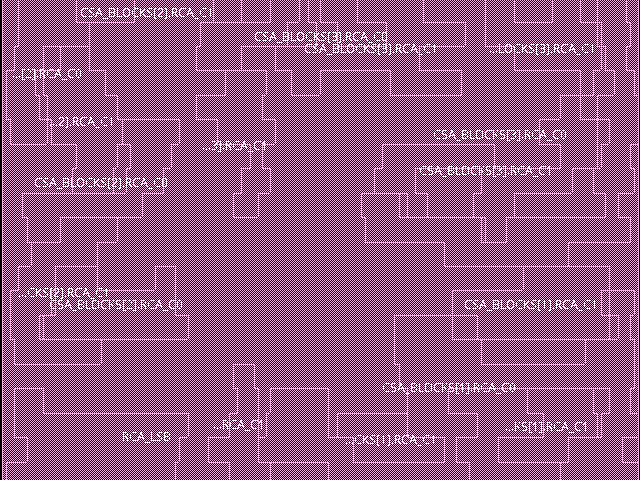 CSA_BLOCKS[2].RCA_C1
CSA_BLOCKS[3].RCA_C0
CSA_BLOCKS[3].RCA_C1
..LOCKS[3].RCA_C1
..[2].RCA_C0
..2].RCA_C1
CSA_BLOCKS[2].RCA_C0
..3].RCA_C1
CSA_BLOCKS[3].RCA_C1
CSA_BLOCKS[2].RCA_C0
..CKS[2].RCA_C1
CSA_BLOCKS[1].RCA_C1
CSA_BLOCKS[1].RCA_C0
..RCA_C1
..KS[1].RCA_C1
RCA_LSB
..CKS[1].RCA_C1